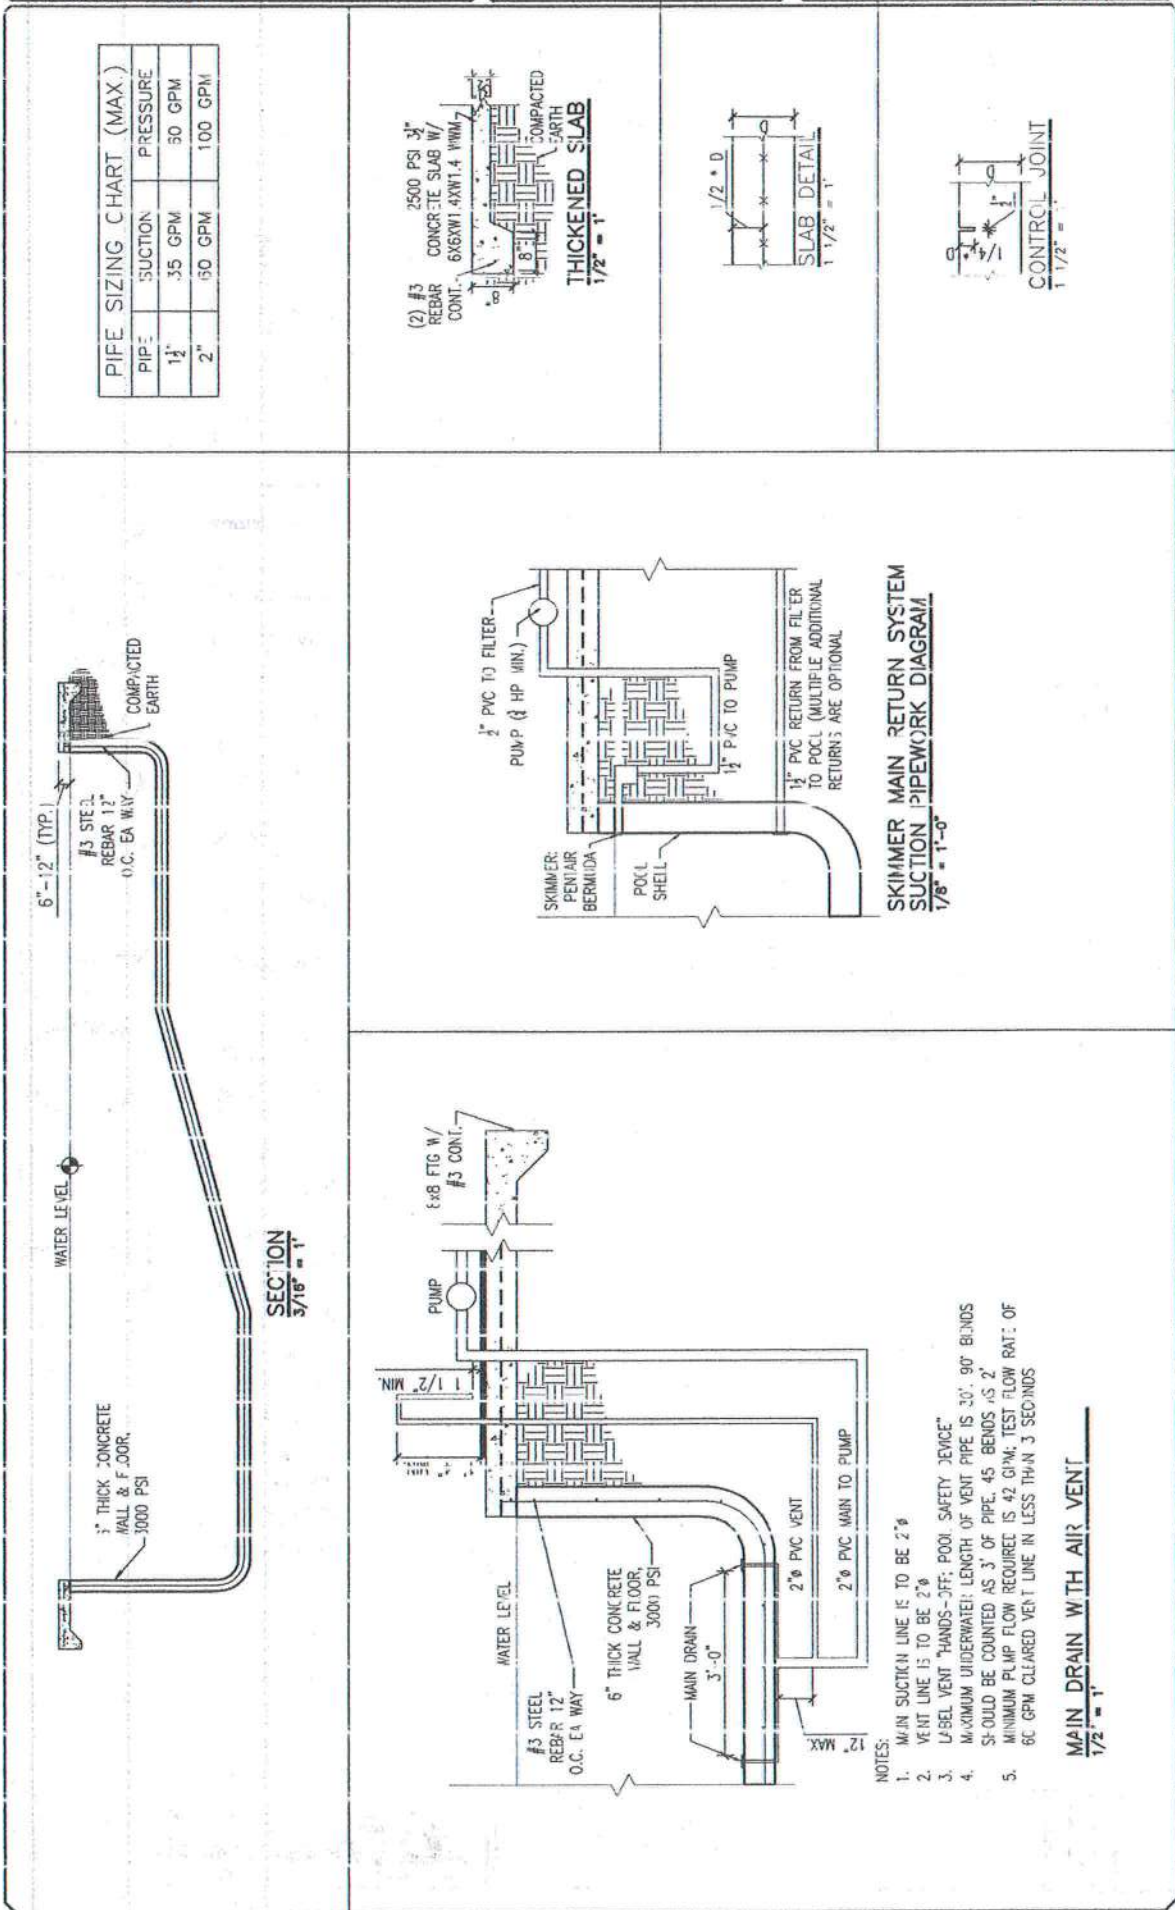 6"-12" (TYP.)
WATER LEVEL
#3 STEEL
REBAR 12"
O.C. EA WAY
COMPACTED
EARTH
THICK CONCRETE
WALL & FLOOR,
3000 PSI
SECTION
3/16" = 1'
PIPE SIZING CHART (MAX.)
PIPE SUCTION PRESSURE
1½" 35 GPM 60 GPM
2" 60 GPM 100 GPM
1 1/2" MIN.
PUMP
8x8 FTG W/
#3 CONT.
WATER LEVEL
#3 STEEL
REBAR 12"
O.C. EA WAY
6" THICK CONCRETE
WALL & FLOOR,
3000 PSI
MAIN DRAIN
3'-0"
12" MAX.
2"ø PVC VENT
2"ø PVC MAIN TO PUMP
NOTES:
1. MAIN SUCTION LINE IS TO BE 2"ø
2. VENT LINE IS TO BE 2"ø
3. LABEL VENT "HANDS-OFF; POOL SAFETY DEVICE"
4. MAXIMUM UNDERWATER LENGTH OF VENT PIPE IS 20'. 90° BENDS
SHOULD BE COUNTED AS 3' OF PIPE, 45 BENDS AS 2'
5. MINIMUM PUMP FLOW REQUIRED IS 42 GPM; TEST FLOW RATE OF
60 GPM CLEARED VENT LINE IN LESS THAN 3 SECONDS
MAIN DRAIN WITH AIR VENT
1/2" = 1'
½" PVC TO FILTER
PUMP ( HP MIN.)
SKIMMER:
PENTAIR
BERMUDA
POOL
SHELL
1½" PVC TO PUMP
1½" PVC RETURN FROM FILTER
TO POOL (MULTIPLE ADDITIONAL
RETURNS ARE OPTIONAL
SKIMMER MAIN RETURN SYSTEM
SUCTION PIPEWORK DIAGRAM
1/8" = 1'-0"
(2) #3
REBAR
CONT.
2500 PSI 3½"
CONCRETE SLAB W/
6X6XW1.4XW1.4 WWM
8"
8"
COMPACTED
EARTH
THICKENED SLAB
1/2" = 1'
1/2 * D
D
SLAB DETAIL
1 1/2" = 1'
D
1/4 *
D
½"
CONTROL JOINT
1 1/2" =